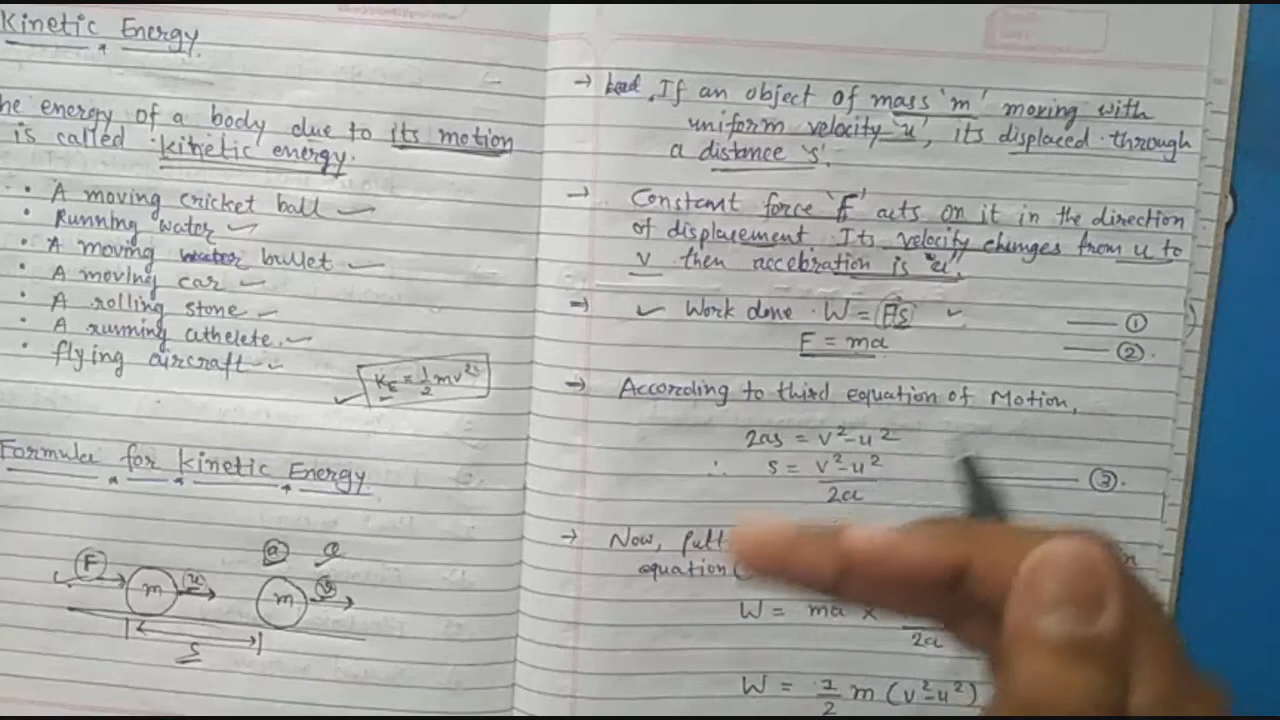 Kinetic Energy
he energy of a body due to its motion
is called kinetic energy.
• A moving cricket ball
• Running water
• A moving bullet
• A moving car
• A rolling stone
• A running athelete.
• flying aircraft
KE = 1/2 mv²
Formula for Kinetic Energy
F m u a m v
s
→ If an object of mass 'm' moving with
uniform velocity 'u', its displaced through
a distance 's'.
→ Constant force 'F' acts on it in the direction
of displacement. Its velocity changes from u to
v then is
⇒ Work done W = FS ①
F = ma ②.
→ According to third equation of Motion,
2as = v²-u²
∴ s = v²-u² / 2a ③.
→ Now,
equation
W = ma × / 2a
W = 1/2 m (v²-u²)